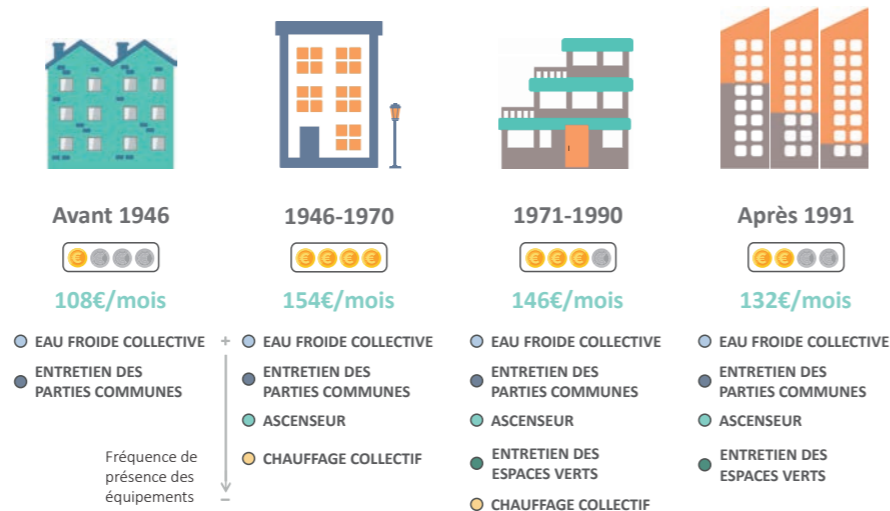 Avant 1946
108€/mois
EAU FROIDE COLLECTIVE
ENTRETIEN DES
PARTIES COMMUNES
+
Fréquence de
présence des
équipements
–
1946-1970
€ € € €
154€/mois
EAU FROIDE COLLECTIVE
ENTRETIEN DES
PARTIES COMMUNES
ASCENSEUR
CHAUFFAGE COLLECTIF
1971-1990
146€/mois
EAU FROIDE COLLECTIVE
ENTRETIEN DES
PARTIES COMMUNES
ASCENSEUR
ENTRETIEN DES
ESPACES VERTS
CHAUFFAGE COLLECTIF
Après 1991
132€/mois
EAU FROIDE COLLECTIVE
ENTRETIEN DES
PARTIES COMMUNES
ASCENSEUR
ENTRETIEN DES
ESPACES VERTS